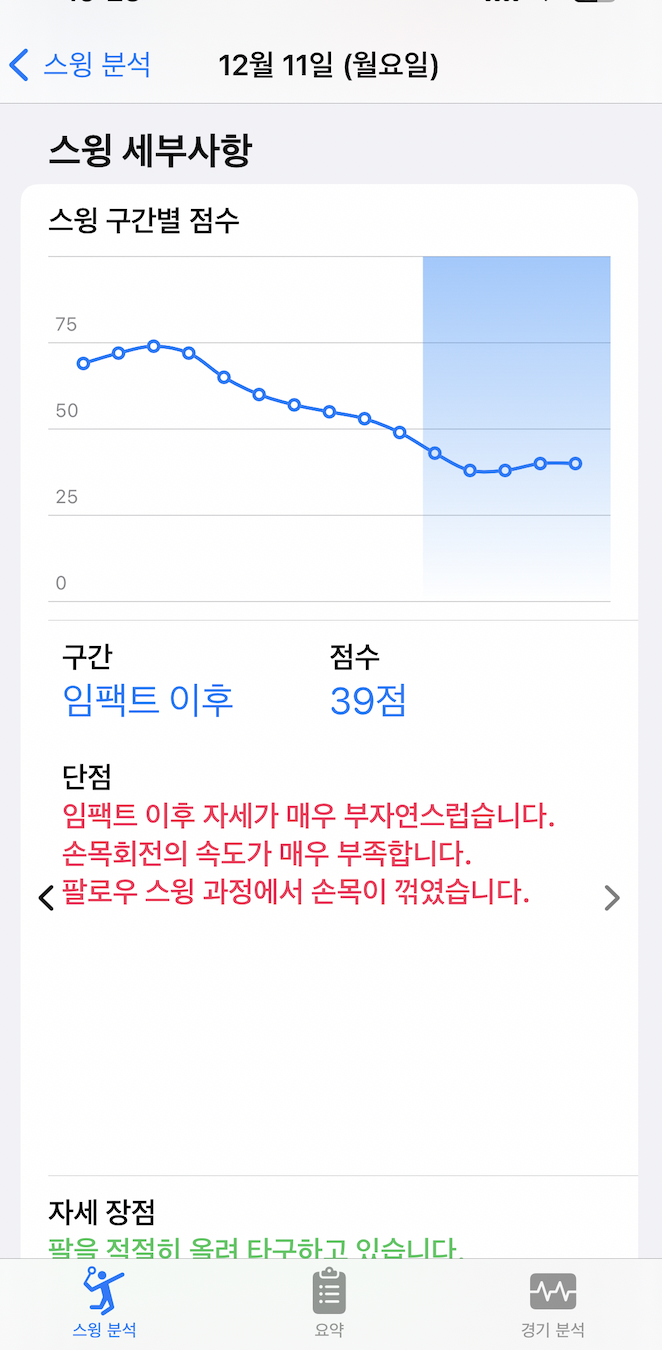 스윙 분석
12월 11일 (월요일)
스윙 세부사항
스윙 구간별 점수
75
50
25
0
구간
점수
임팩트 이후
39점
단점
임팩트 이후 자세가 매우 부자연스럽습니다.
손목회전의 속도가 매우 부족합니다.
팔로우 스윙 과정에서 손목이 꺾였습니다.
자세 장점
팔을 적절히 올려 타구하고 있습니다.
스윙 분석
요약
경기 분석